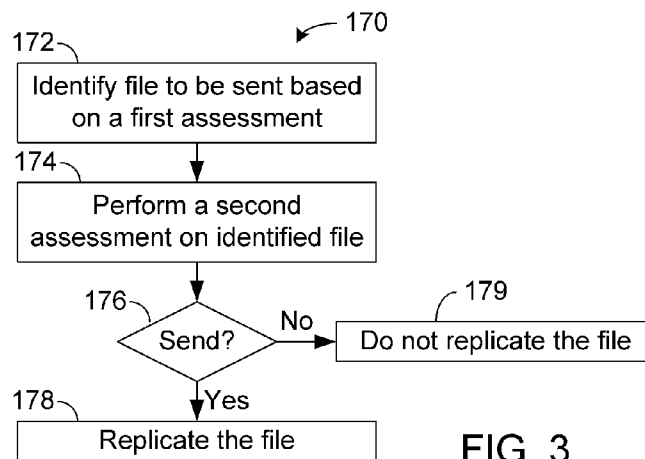 170
172
Identify file to be sent based
on a first assessment
174
Perform a second
assessment on identified file
176
Send?
No
179
Do not replicate the file
Yes
178
Replicate the file
FIG. 3